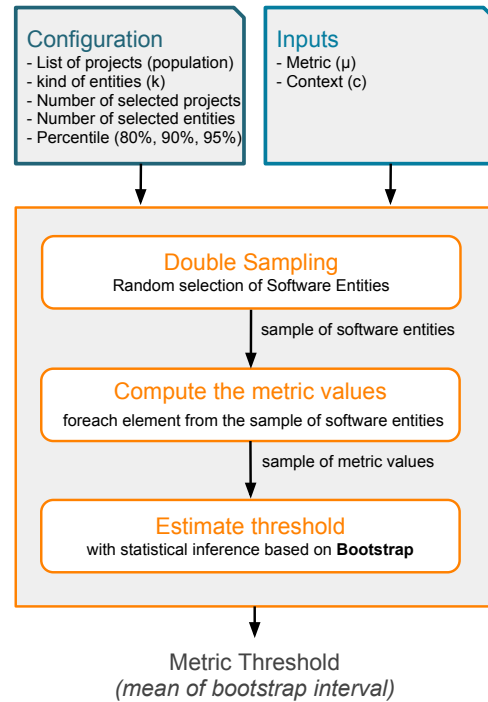 Configuration
- List of projects (population)
- kind of entities (k)
- Number of selected projects
- Number of selected entities
- Percentile (80%, 90%, 95%)
Inputs
- Metric (μ)
- Context (c)
Double Sampling
Random selection of Software Entities
sample of software entities
Compute the metric values
foreach element from the sample of software entities
sample of metric values
Estimate threshold
with statistical inference based on Bootstrap
Metric Threshold
(mean of bootstrap interval)